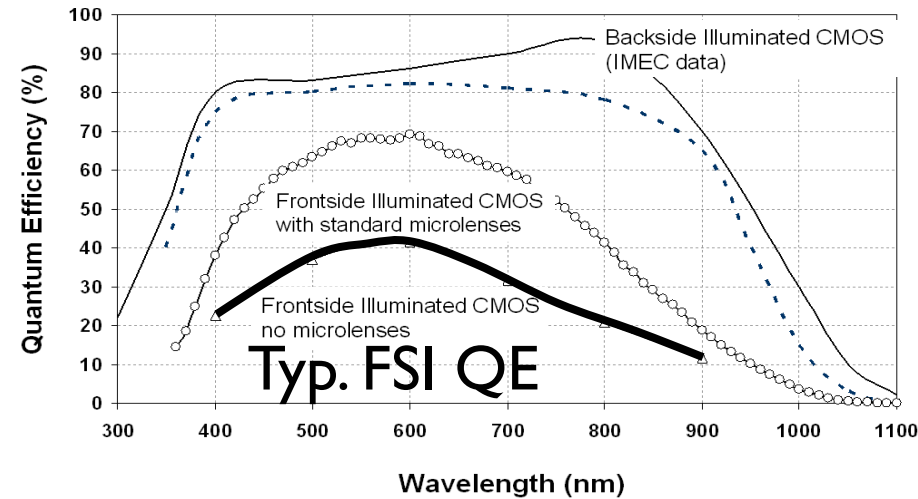 100
90
80
70
60
50
40
30
20
10
0
Quantum Efficiency (%)
Backside Illuminated CMOS
(IMEC data)
Frontside Illuminated CMOS
with standard microlenses
Frontside Illuminated CMOS
no microlenses
Typ. FSI QE
300 400 500 600 700 800 900 1000 1100
Wavelength (nm)